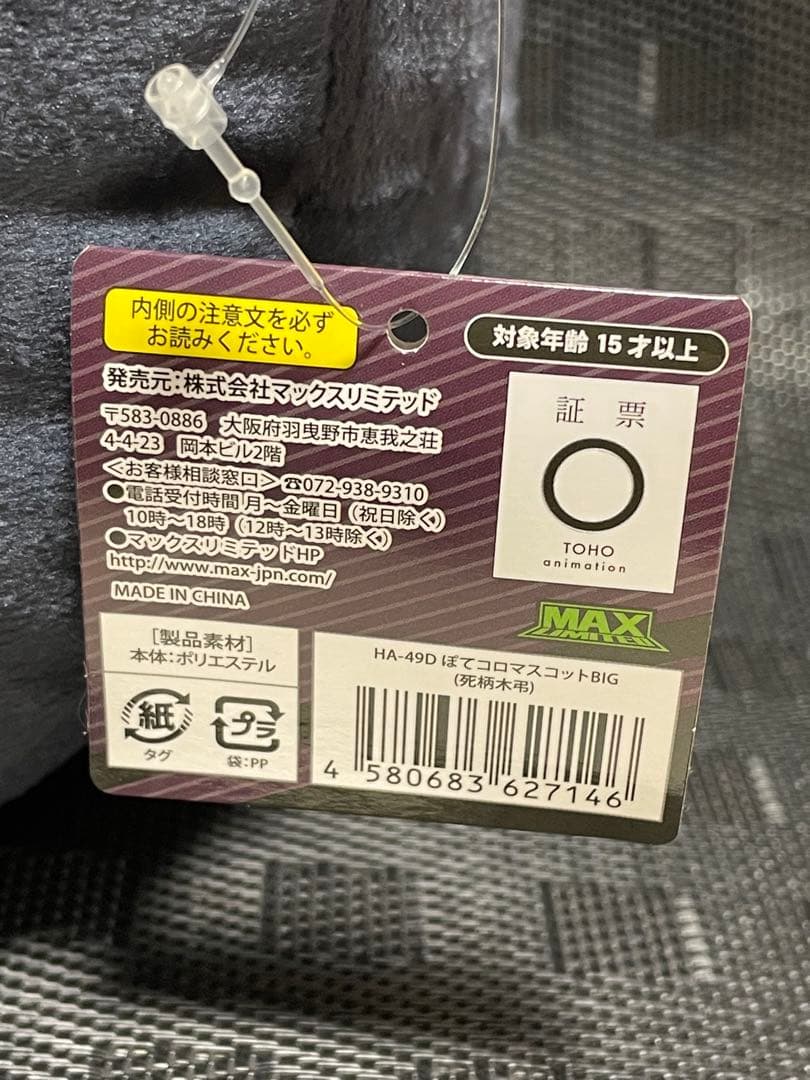 内側の注意文を必ず
お読みください。
対象年齢 15才以上
発売元:株式会社マックスリミテッド
〒583-0886 大阪府羽曳野市恵我之荘
4-4-23 岡本ビル2階
<お客様相談窓口>☎072-938-9310
●電話受付時間 月～金曜日(祝日除く)
10時～18時(12時～13時除く)
●マックスリミテッドHP
http://www.max-jpn.com/
MADE IN CHINA
証 票
TOHO
animation
MAX
LIMITED
[製品素材]
本体:ポリエステル
紙
タグ
プラ
袋:PP
HA-49D ぽてコロマスコットBIG
(死柄木弔)
4 580683 627146